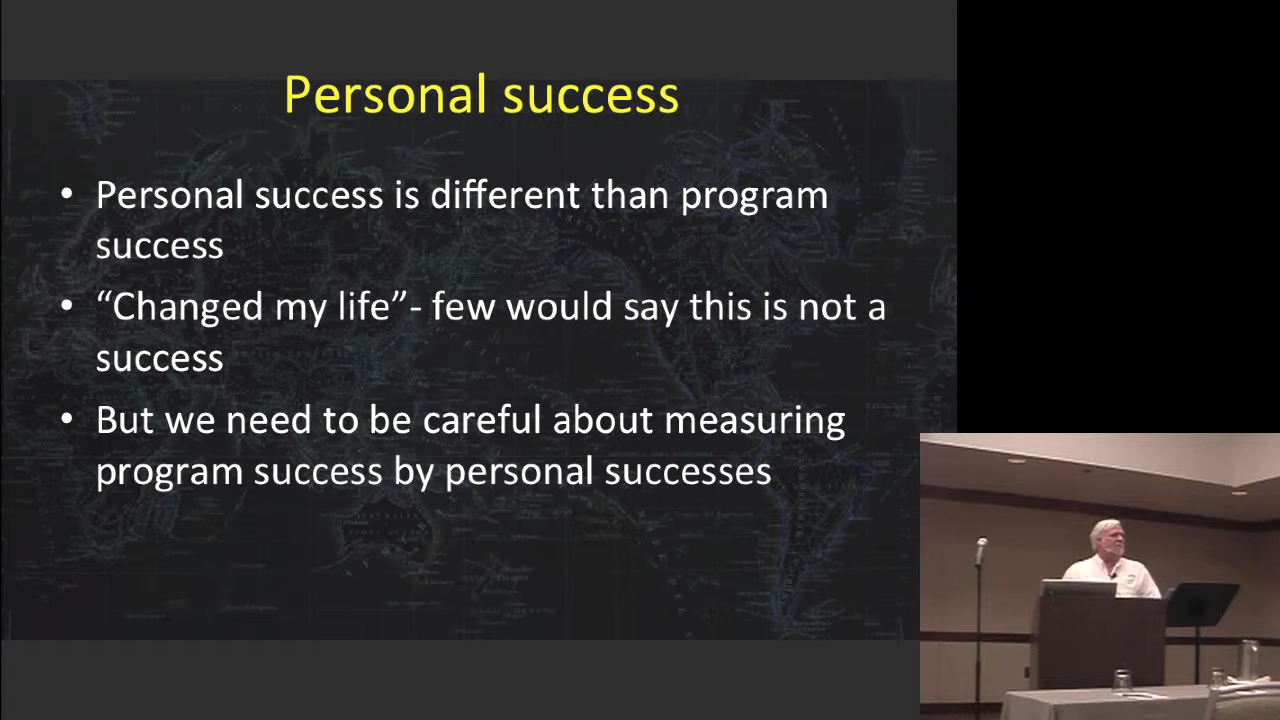 Personal success
• Personal success is different than program
success
• “Changed my life”- few would say this is not a
success
• But we need to be careful about measuring
program success by personal successes